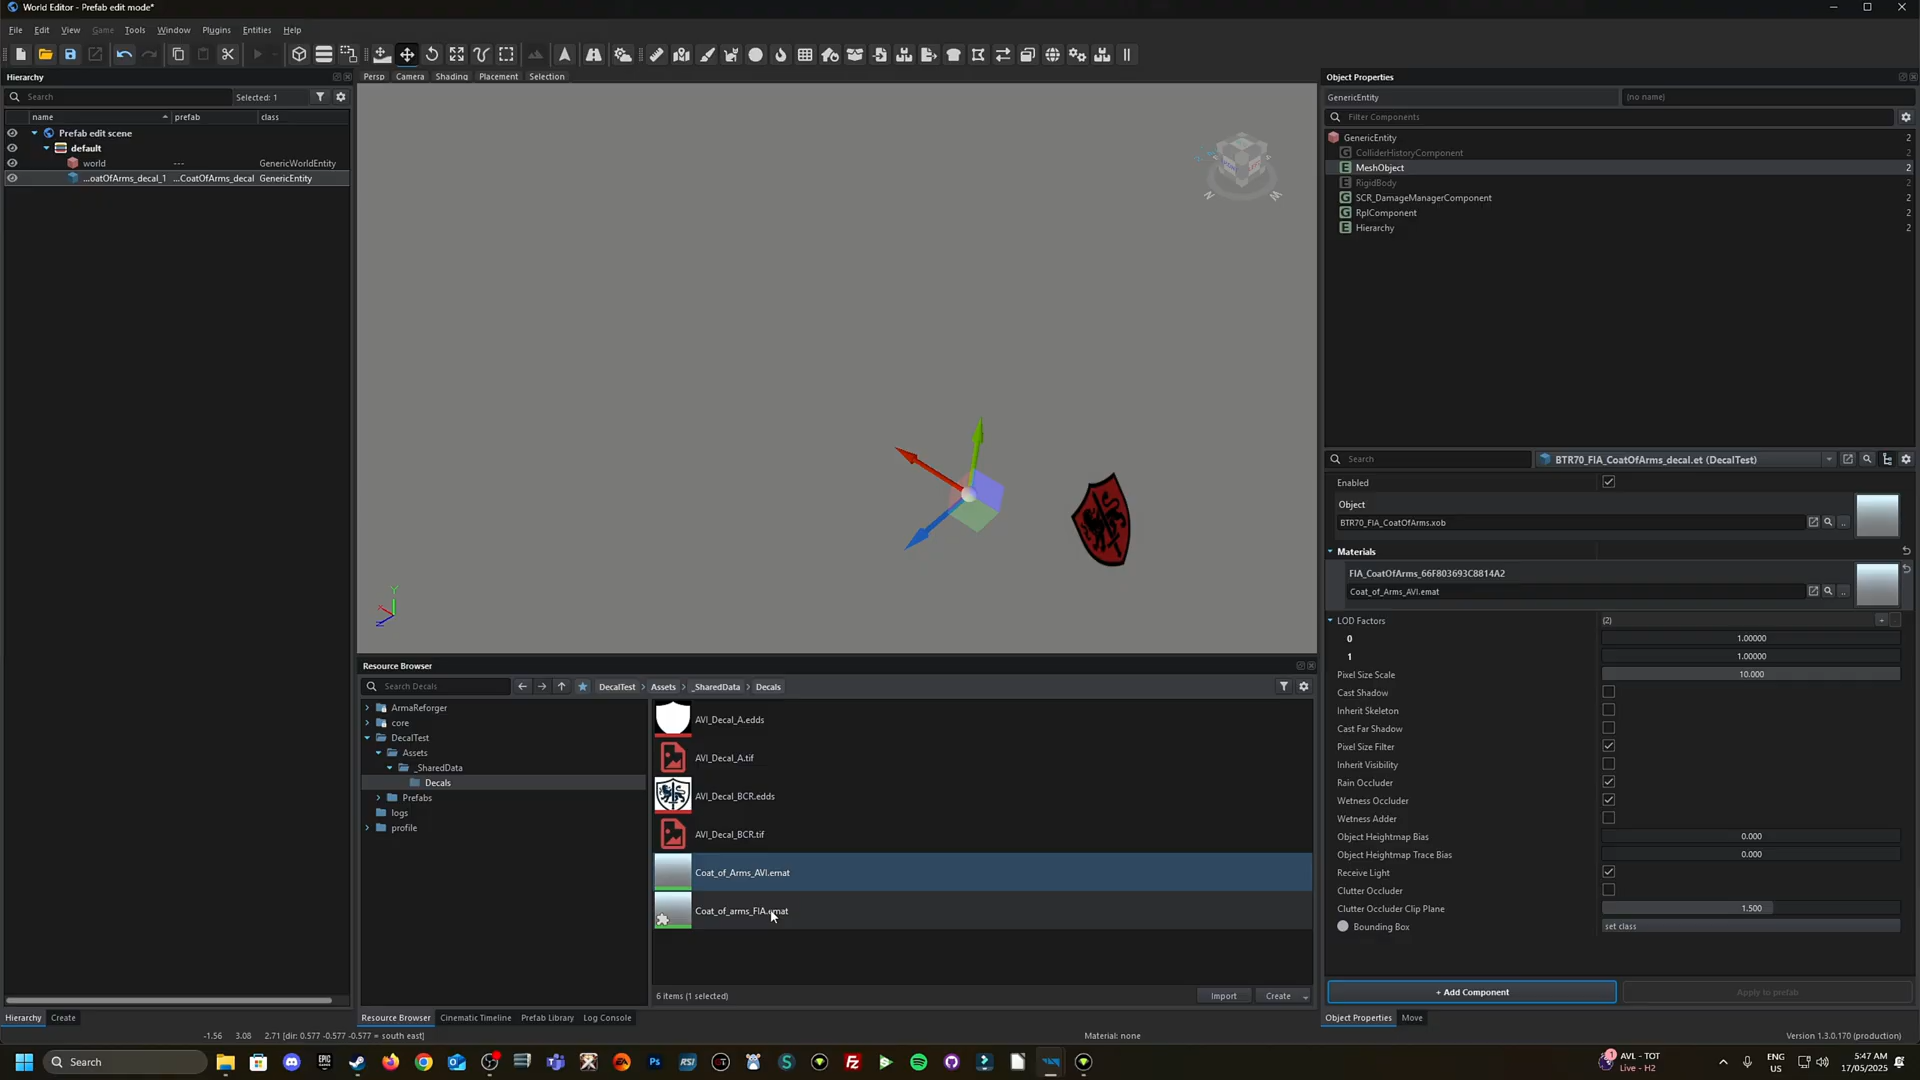 World Editor - Prefab edit mode*
File Edit View Game Tools Window Plugins Entities Help
Hierarchy
Search
Selected: 1
name prefab class
Prefab edit scene
default
world --- GenericWorldEntity
...oatOfArms_decal_1 ...CoatOfArms_decal GenericEntity
Hierarchy Create
Persp Camera Shading Placement Selection
Resource Browser
Search Decals
DecalTest Assets _SharedData Decals
ArmaReforger
core
DecalTest
Assets
_SharedData
Decals
Prefabs
logs
profile
AVI_Decal_A.edds
AVI_Decal_A.tif
AVI_Decal_BCR.edds
AVI_Decal_BCR.tif
Coat_of_Arms_AVI.emat
Coat_of_arms_FIA.emat
6 items (1 selected)
Import Create
Resource Browser Cinematic Timeline Prefab Library Log Console
-1.56 3.08 2.71 [dir: 0.577 -0.577 -0.577 = south east]
Material: none
Object Properties
GenericEntity (no name)
Filter Components
GenericEntity 2
ColliderHistoryComponent
MeshObject 2
RigidBody
SCR_DamageManagerComponent 2
RplComponent 2
Hierarchy 2
Search
BTR70_FIA_CoatOfArms_decal.et (DecalTest)
Enabled
Object
BTR70_FIA_CoatOfArms.xob
Materials
FIA_CoatOfArms_66F803693C8814A2
Coat_of_Arms_AVI.emat
LOD Factors (2)
0 1.00000
1 1.00000
Pixel Size Scale 10.000
Cast Shadow
Inherit Skeleton
Cast Far Shadow
Pixel Size Filter
Inherit Visibility
Rain Occluder
Wetness Occluder
Wetness Adder
Object Heightmap Bias 0.000
Object Heightmap Trace Bias 0.000
Receive Light
Clutter Occluder
Clutter Occluder Clip Plane 1.500
Bounding Box set class
+ Add Component
Apply to prefab
Object Properties Move
Version 1.3.0.170 (production)
Search
AVL - TOT
Live - H2
ENG
US
5:47 AM
17/05/2025